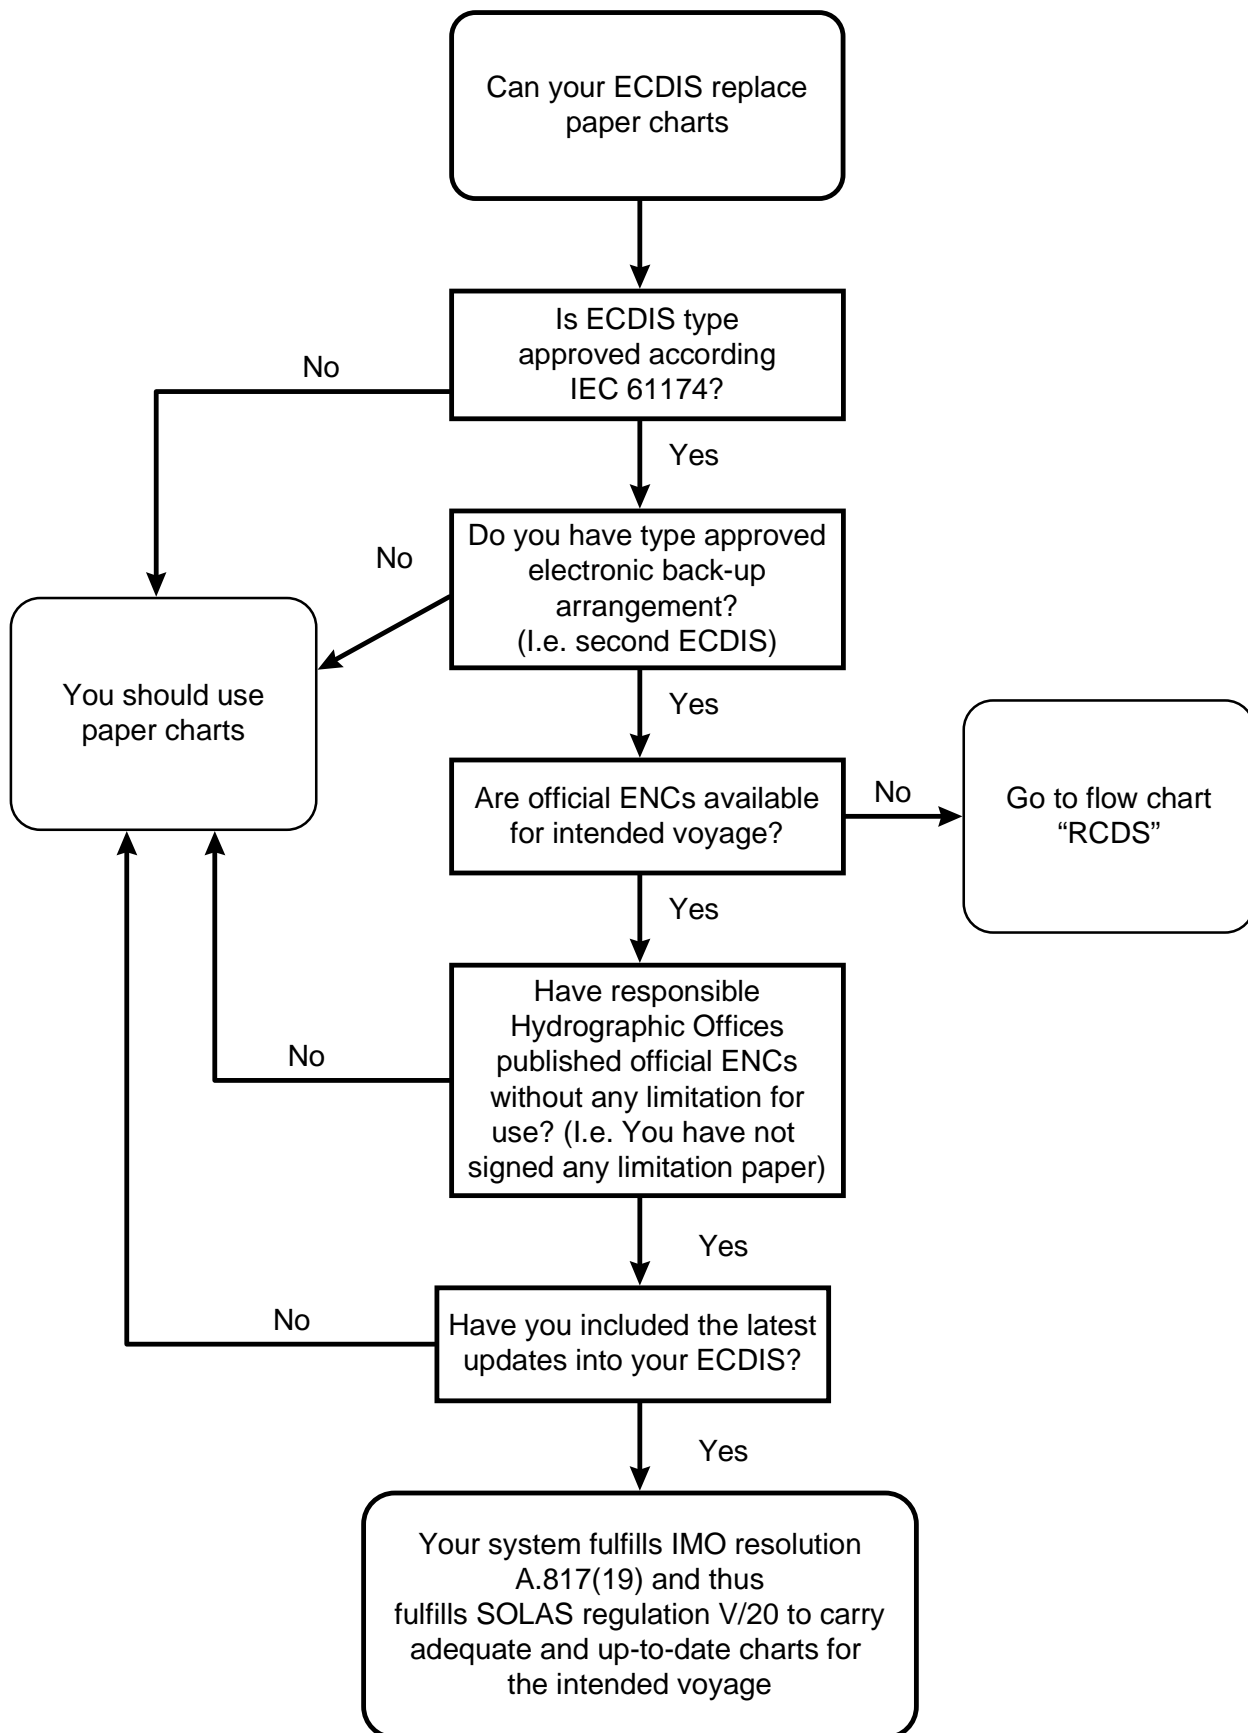 Can your ECDIS replace
paper charts
Is ECDIS type
approved according
IEC 61174?
No
Yes
Do you have type approved
electronic back-up
arrangement?
(I.e. second ECDIS)
No
You should use
paper charts
Yes
Are official ENCs available
for intended voyage?
No
Go to flow chart
“RCDS”
Yes
Have responsible
Hydrographic Offices
published official ENCs
without any limitation for
use? (I.e. You have not
signed any limitation paper)
No
Yes
Have you included the latest
updates into your ECDIS?
No
Yes
Your system fulfills IMO resolution
A.817(19) and thus
fulfills SOLAS regulation V/20 to carry
adequate and up-to-date charts for
the intended voyage